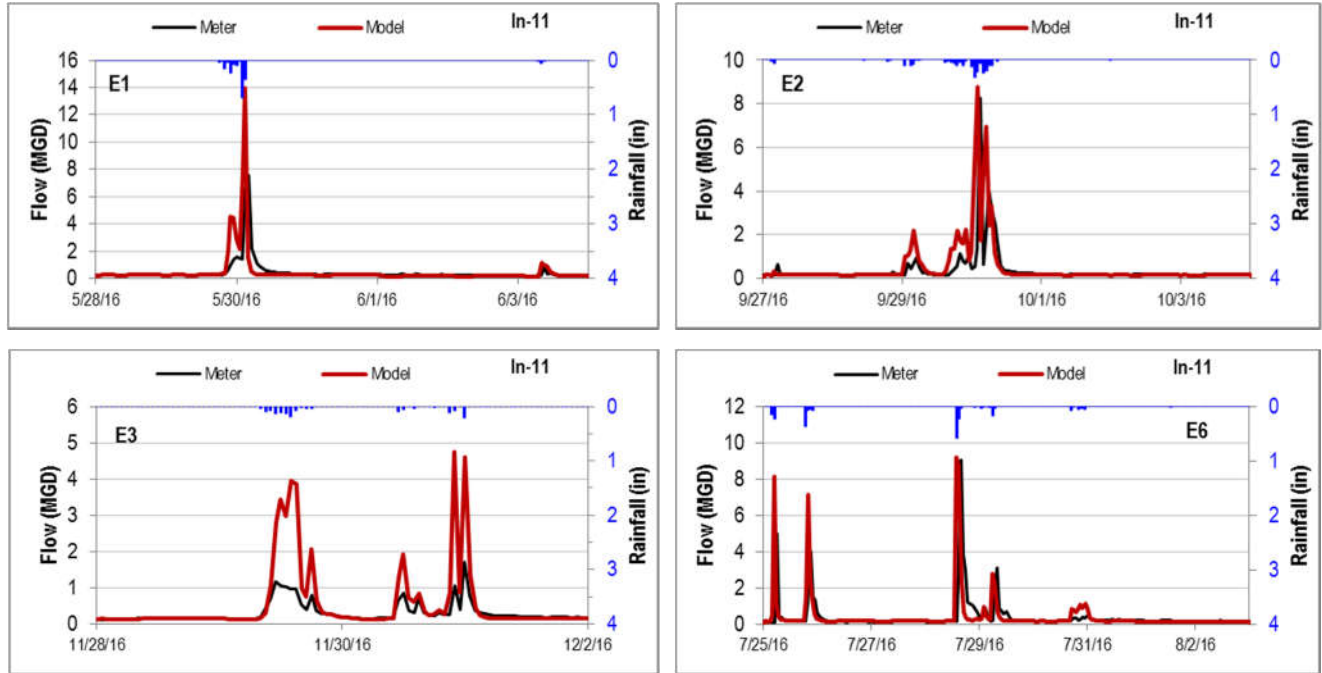 Meter Model In-11
E1
Flow (MGD)
16
14
12
10
8
6
4
2
0
5/28/16 5/30/16 6/1/16 6/3/16
0
1
2
3
4
Rainfall (in)
Meter Model In-11
E2
Flow (MGD)
10
8
6
4
2
0
9/27/16 9/29/16 10/1/16 10/3/16
0
1
2
3
4
Rainfall (in)
Meter Model In-11
E3
Flow (MGD)
6
5
4
3
2
1
0
11/28/16 11/30/16 12/2/16
0
1
2
3
4
Rainfall (in)
Meter Model In-11
E6
Flow (MGD)
12
10
8
6
4
2
0
7/25/16 7/27/16 7/29/16 7/31/16 8/2/16
0
1
2
3
4
Rainfall (in)